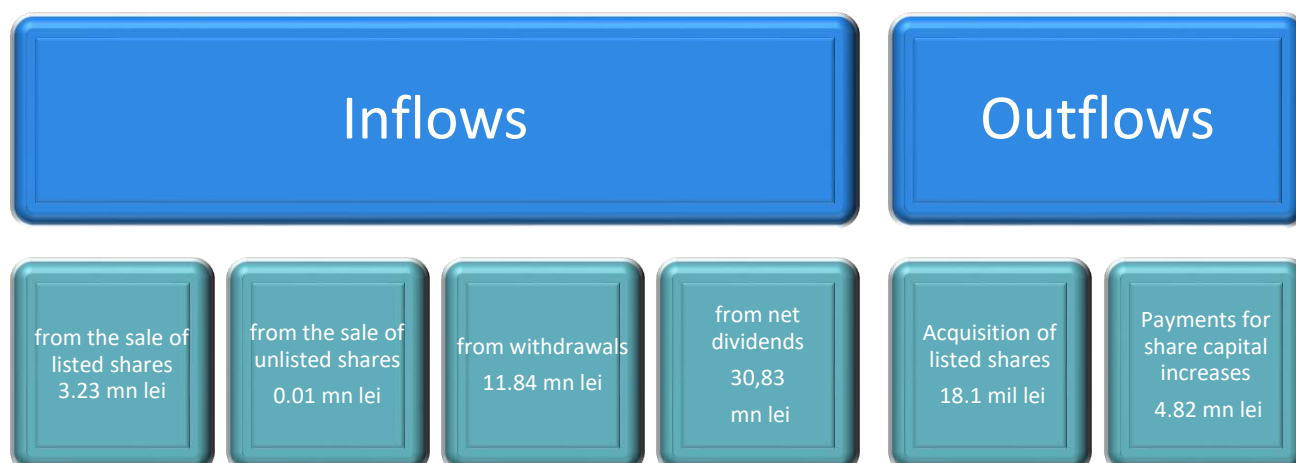 Inflows
Outflows
from the sale of
listed shares
3.23 mn lei
from the sale of
unlisted shares
0.01 mn lei
from withdrawals
11.84 mn lei
from net
dividends
30,83
mn lei
Acquisition of
listed shares
18.1 mil lei
Payments for
share capital
increases
4.82 mn lei